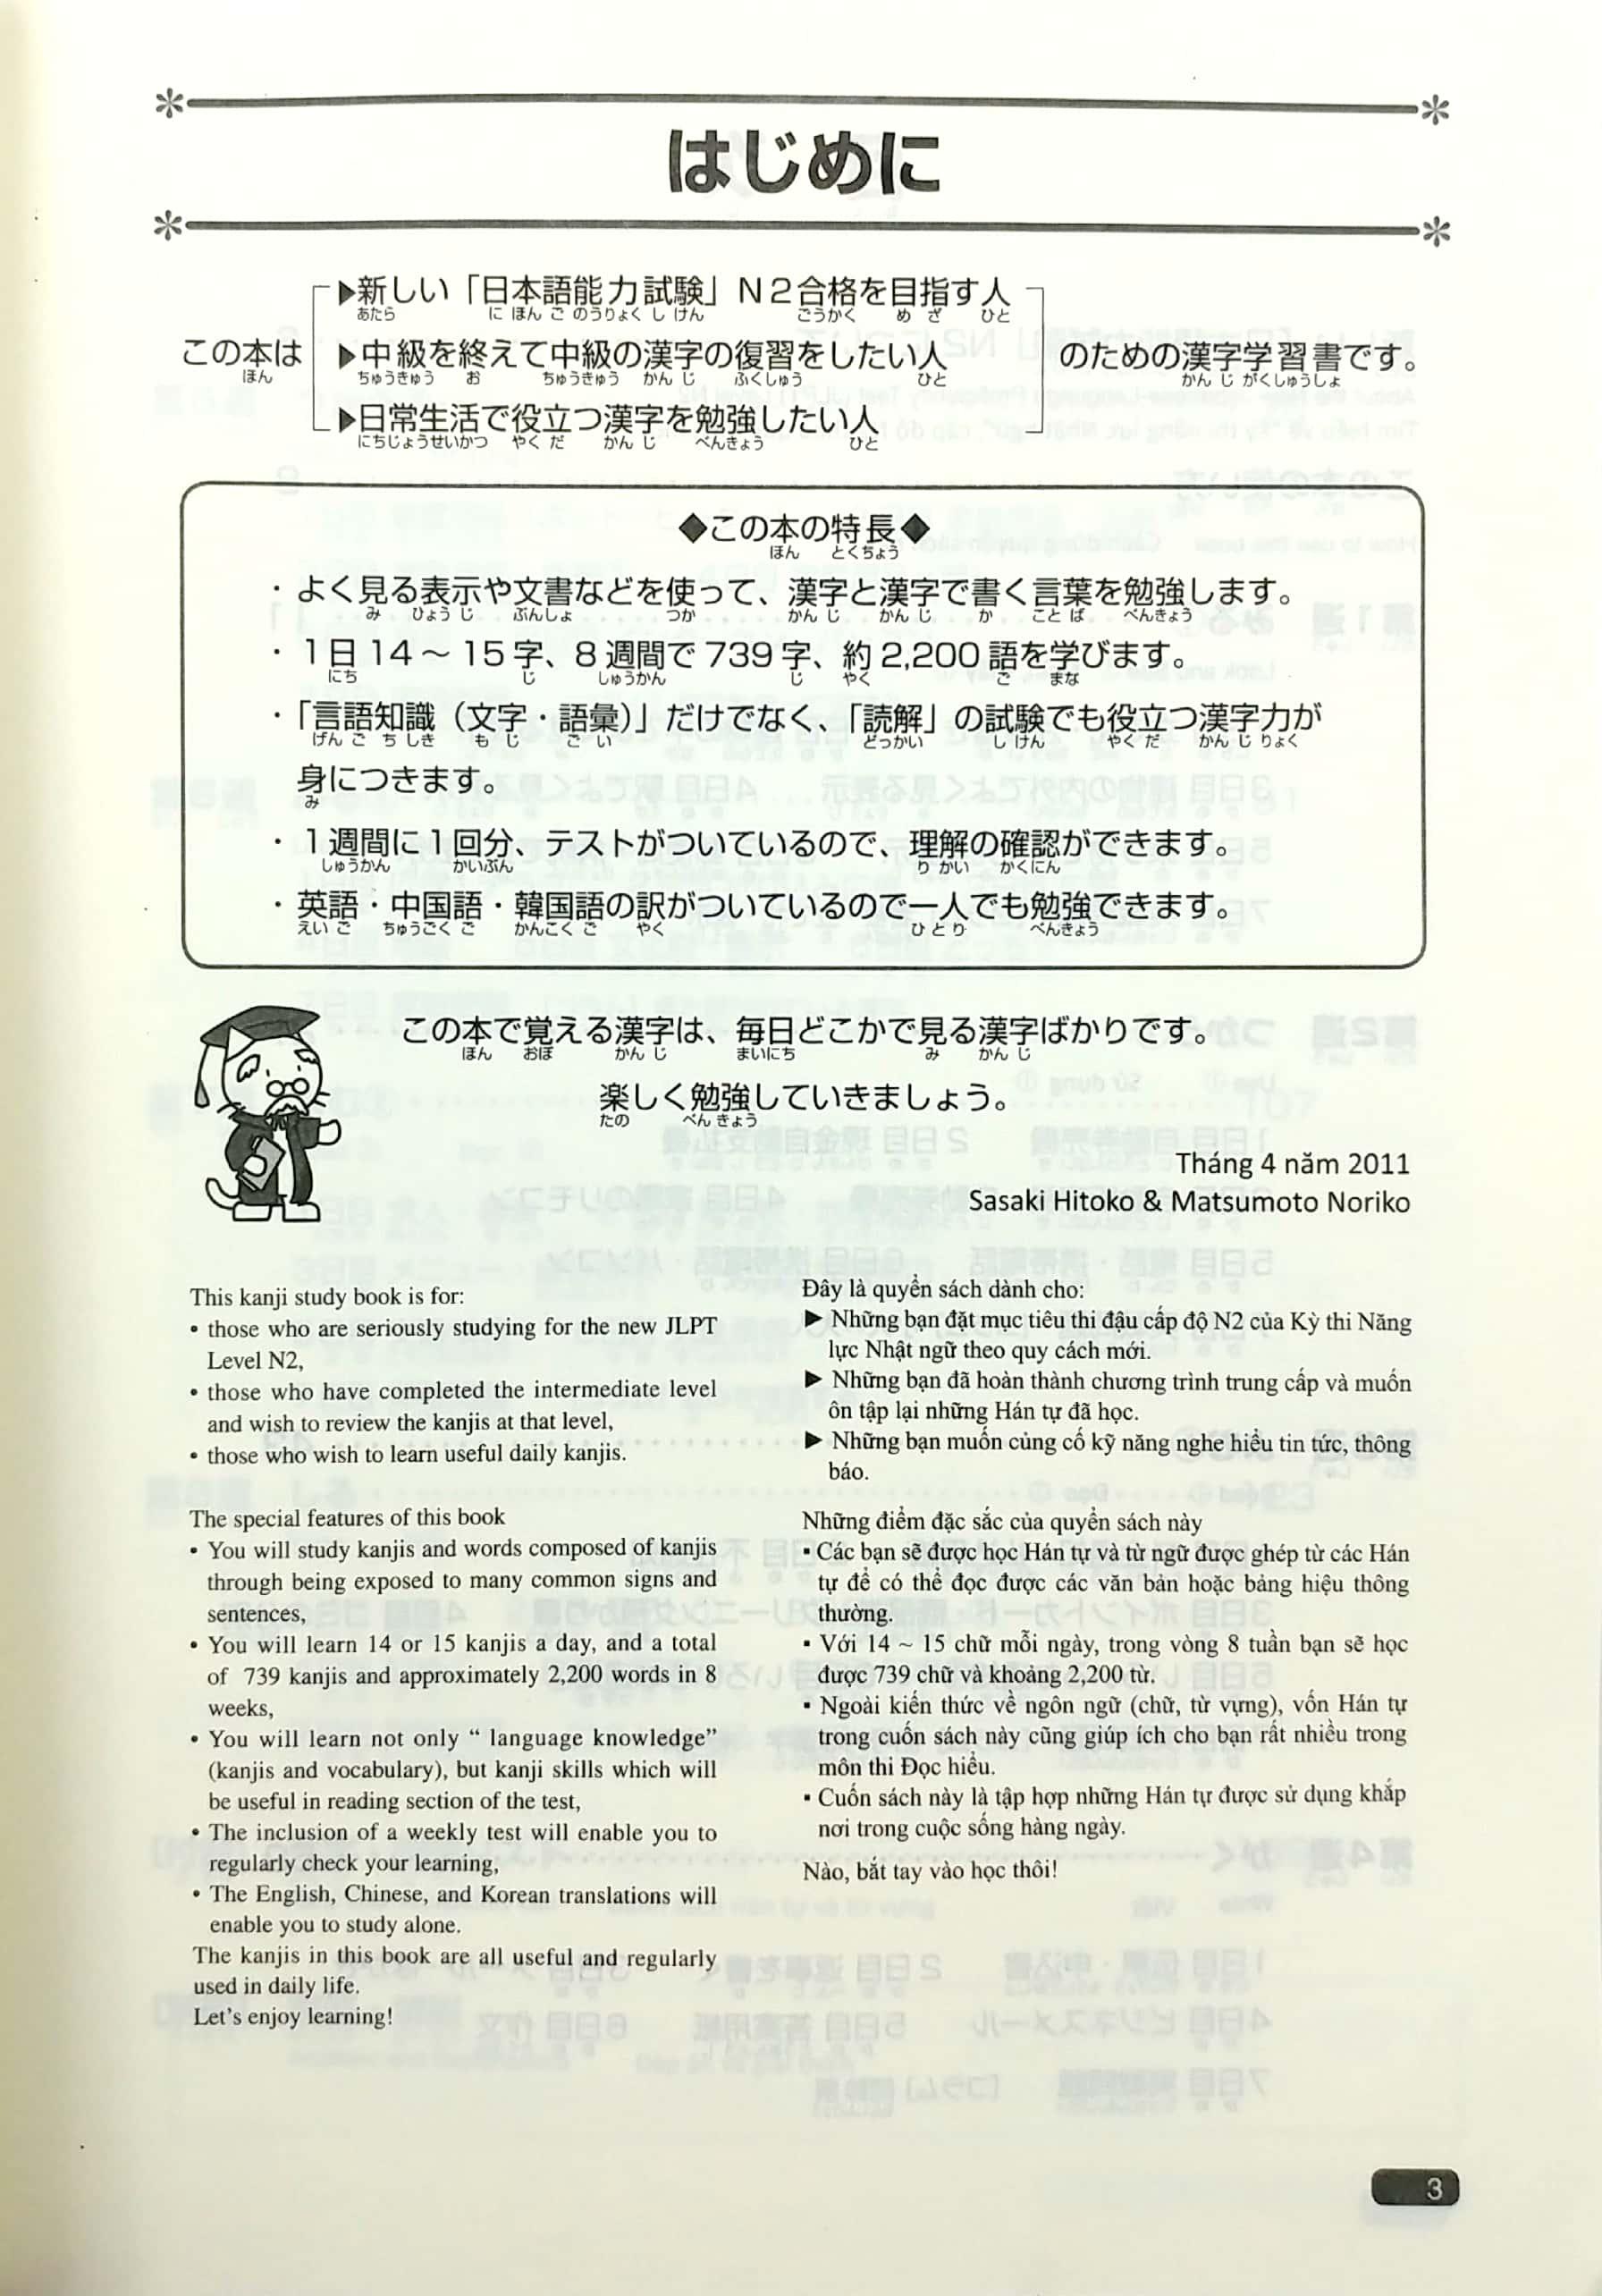 はじめに
この本は
▶新しい「日本語能力試験」N2合格を目指す人
▶中級を終えて中級の漢字の復習をしたい人
▶日常生活で役立つ漢字を勉強したい人
のための漢字学習書です。
◆この本の特長◆
・よく見る表示や文書などを使って、漢字と漢字で書く言葉を勉強します。
・1日14～15字、8週間で739字、約2,200語を学びます。
・「言語知識（文字・語彙）」だけでなく、「読解」の試験でも役立つ漢字力が
身につきます。
・1週間に1回分、テストがついているので、理解の確認ができます。
・英語・中国語・韓国語の訳がついているので一人でも勉強できます。
この本で覚える漢字は、毎日どこかで見る漢字ばかりです。
楽しく勉強していきましょう。
Tháng 4 năm 2011
Sasaki Hitoko & Matsumoto Noriko
This kanji study book is for:
• those who are seriously studying for the new JLPT
Level N2,
• those who have completed the intermediate level
and wish to review the kanjis at that level,
• those who wish to learn useful daily kanjis.
The special features of this book
• You will study kanjis and words composed of kanjis
through being exposed to many common signs and
sentences,
• You will learn 14 or 15 kanjis a day, and a total
of 739 kanjis and approximately 2,200 words in 8
weeks,
• You will learn not only “ language knowledge”
(kanjis and vocabulary), but kanji skills which will
be useful in reading section of the test,
• The inclusion of a weekly test will enable you to
regularly check your learning,
• The English, Chinese, and Korean translations will
enable you to study alone.
The kanjis in this book are all useful and regularly
used in daily life.
Let's enjoy learning!
Đây là quyển sách dành cho:
▶ Những bạn đặt mục tiêu thi đậu cấp độ N2 của Kỳ thi Năng
lực Nhật ngữ theo quy cách mới.
▶ Những bạn đã hoàn thành chương trình trung cấp và muốn
ôn tập lại những Hán tự đã học.
▶ Những bạn muốn củng cố kỹ năng nghe hiểu tin tức, thông
báo.
Những điểm đặc sắc của quyển sách này
▪ Các bạn sẽ được học Hán tự và từ ngữ được ghép từ các Hán
tự để có thể đọc được các văn bản hoặc bảng hiệu thông
thường.
▪ Với 14 ~ 15 chữ mỗi ngày, trong vòng 8 tuần bạn sẽ học
được 739 chữ và khoảng 2,200 từ.
▪ Ngoài kiến thức về ngôn ngữ (chữ, từ vựng), vốn Hán tự
trong cuốn sách này cũng giúp ích cho bạn rất nhiều trong
môn thi Đọc hiểu.
▪ Cuốn sách này là tập hợp những Hán tự được sử dụng khắp
nơi trong cuộc sống hàng ngày.
Nào, bắt tay vào học thôi!
3